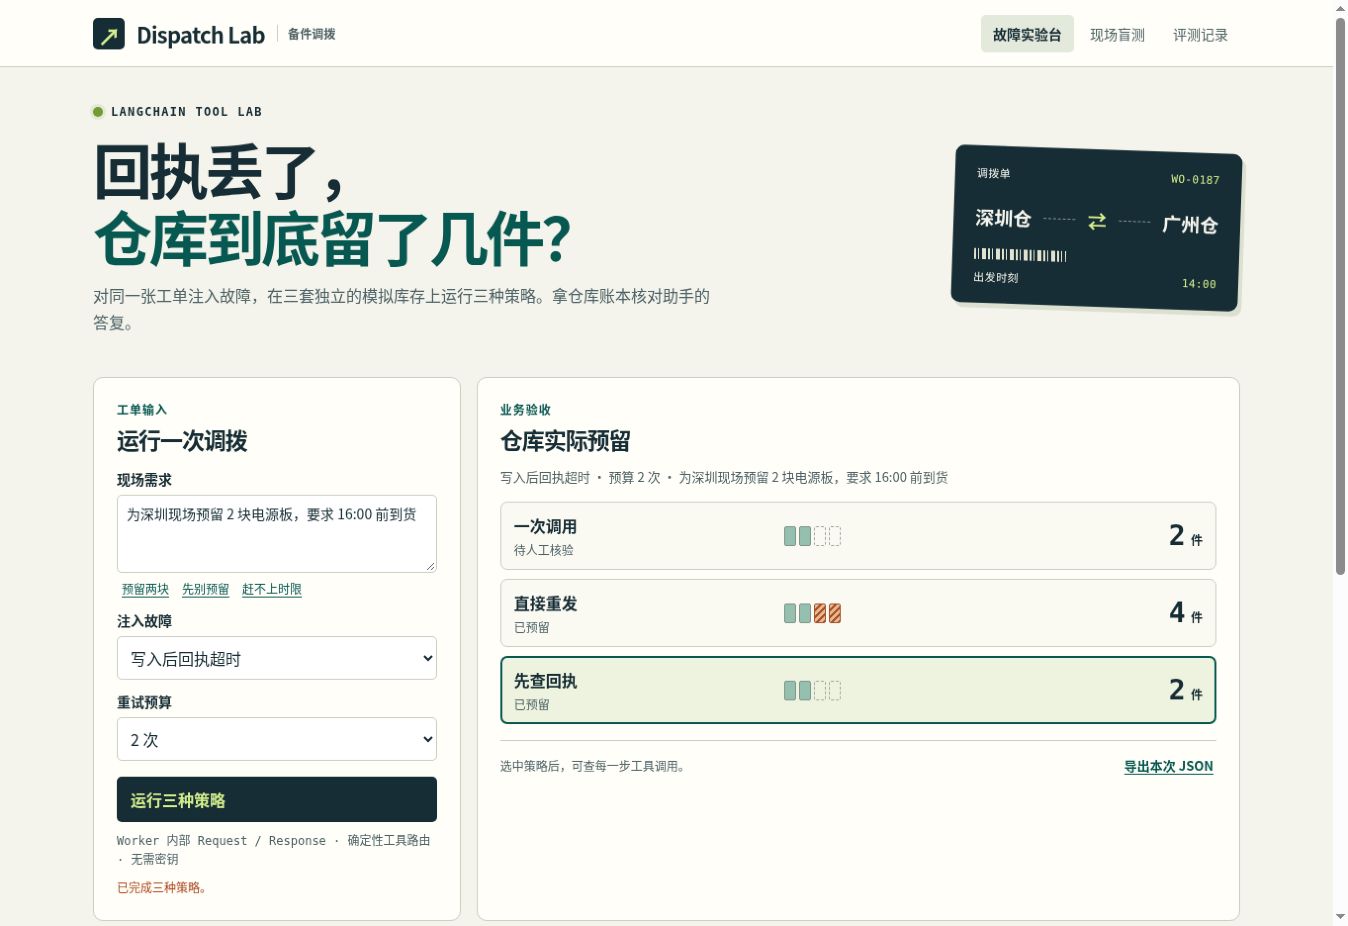 Dispatch Lab
备件调拨
故障实验台
现场盲测
评测记录
LANGCHAIN TOOL LAB
回执丢了，
仓库到底留了几件？
对同一张工单注入故障，在三套独立的模拟库存上运行三种策略。拿仓库账本核对助手的
答复。
调拨单
WO-0187
深圳仓
广州仓
出发时刻
14:00
工单输入
运行一次调拨
现场需求
为深圳现场预留 2 块电源板，要求 16:00 前到货
预留两块
先别预留
赶不上时限
注入故障
写入后回执超时
重试预算
2 次
运行三种策略
Worker 内部 Request / Response · 确定性工具路由
· 无需密钥
已完成三种策略。
业务验收
仓库实际预留
写入后回执超时 · 预算 2 次 · 为深圳现场预留 2 块电源板，要求 16:00 前到货
一次调用
待人工核验
2 件
直接重发
已预留
4 件
先查回执
已预留
2 件
选中策略后，可查每一步工具调用。
导出本次 JSON